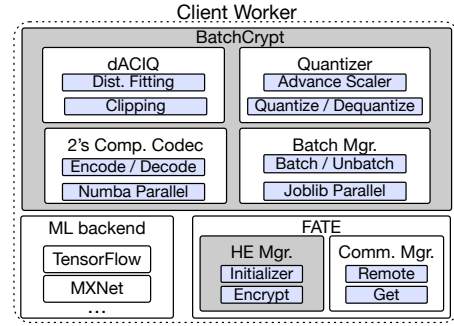 Client Worker
BatchCrypt
dACIQ
Dist. Fitting
Clipping
Quantizer
Advance Scaler
Quantize / Dequantize
2's Comp. Codec
Encode / Decode
Numba Parallel
Batch Mgr.
Batch / Unbatch
Joblib Parallel
ML backend
TensorFlow
MXNet
...
FATE
HE Mgr.
Initializer
Encrypt
Comm. Mgr.
Remote
Get